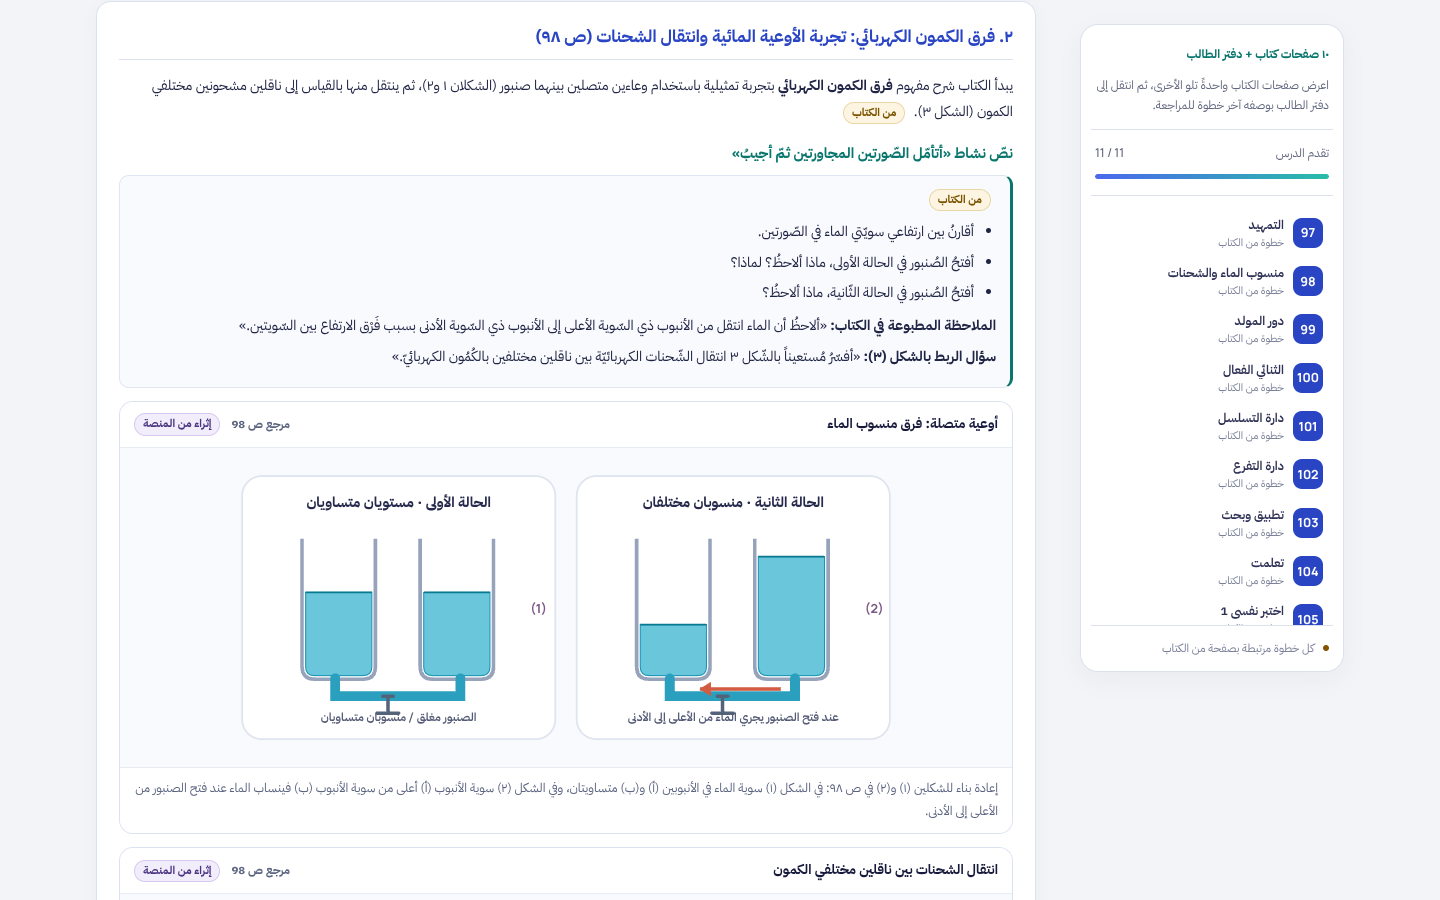 ١٠ صفحات كتاب + دفتر الطالب
اعرض صفحات الكتاب واحدةً تلو الأخرى، ثم انتقل إلى
دفتر الطالب بوصفه آخر خطوة للمراجعة.
تقدم الدرس
11 / 11
97
التمهيد
خطوة من الكتاب
98
منسوب الماء والشحنات
خطوة من الكتاب
99
دور المولد
خطوة من الكتاب
100
الثنائي الفعال
خطوة من الكتاب
101
دارة التسلسل
خطوة من الكتاب
102
دارة التفرع
خطوة من الكتاب
103
تطبيق وبحث
خطوة من الكتاب
104
تعلمت
خطوة من الكتاب
105
اختبر نفسي 1
كل خطوة مرتبطة بصفحة من الكتاب
٢. فرق الكمون الكهربائي: تجربة الأوعية المائية وانتقال الشحنات (ص ٩٨)
يبدأ الكتاب شرح مفهوم فرق الكمون الكهربائي بتجربة تمثيلية باستخدام وعاءين متصلين بينهما صنبور (الشكلان ١ و٢)، ثم ينتقل منها بالقياس إلى ناقلين مشحونين مختلفي
الكمون (الشكل ٣). من الكتاب
نصّ نشاط «أتأمّل الصّورتين المجاورتين ثمّ أجيبُ»
من الكتاب
• أقارنُ بين ارتفاعي سويّتي الماء في الصّورتين.
• أفتحُ الصُنبور في الحالة الأولى، ماذا ألاحظُ؟ لماذا؟
• أفتحُ الصُنبور في الحالة الثّانية، ماذا ألاحظُ؟
الملاحظة المطبوعة في الكتاب: «ألاحظُ أن الماء انتقل من الأنبوب ذي السّوية الأعلى إلى الأنبوب ذي السّوية الأدنى بسبب فَرْق الارتفاع بين السّويتين.»
سؤال الربط بالشكل (٣): «أفسّرُ مُستعيناً بالشّكل ٣ انتقال الشّحنات الكهربائيّة بين ناقلين مختلفين بالكُمُون الكهربائيّ.»
أوعية متصلة: فرق منسوب الماء
مرجع ص 98
إثراء من المنصة
الحالة الثانية · منسوبان مختلفان
(2)
عند فتح الصنبور يجري الماء من الأعلى إلى الأدنى
الحالة الأولى · مستويان متساويان
(1)
الصنبور مغلق / منسوبان متساويان
إعادة بناء للشكلين (١) و(٢) في ص ٩٨: في الشكل (١) سوية الماء في الأنبوبين (أ) و(ب) متساويتان، وفي الشكل (٢) سوية الأنبوب (أ) أعلى من سوية الأنبوب (ب) فينساب الماء عند فتح الصنبور من
الأعلى إلى الأدنى.
انتقال الشحنات بين ناقلين مختلفي الكمون
مرجع ص 98
إثراء من المنصة